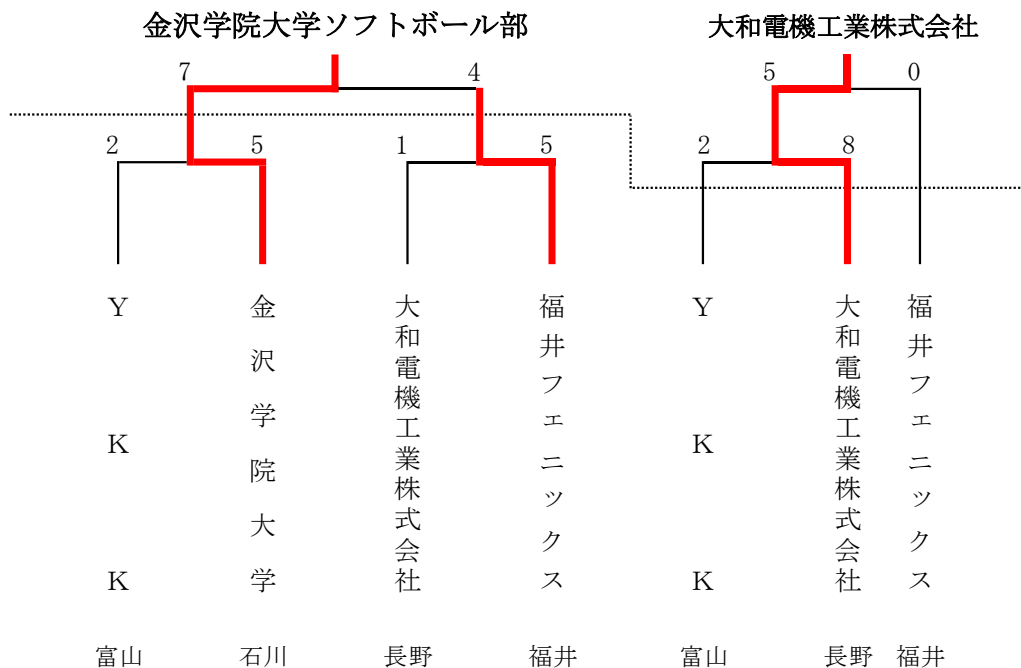 金沢学院大学ソフトボール部
大和電機工業株式会社
7
4
5
0
2
5
1
5
2
8
ＹＫＫ
金沢学院大学
大和電機工業株式会社
福井フェニックス
ＹＫＫ
大和電機工業株式会社
福井フェニックス
富山
石川
長野
福井
富山
長野
福井